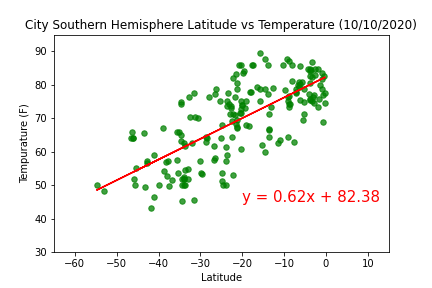 City Southern Hemisphere Latitude vs Temperature (10/10/2020)
90
80
70
60
50
40
30
Tempurature (F)
y = 0.62x + 82.38
−60 −50 −40 −30 −20 −10 0 10
Latitude